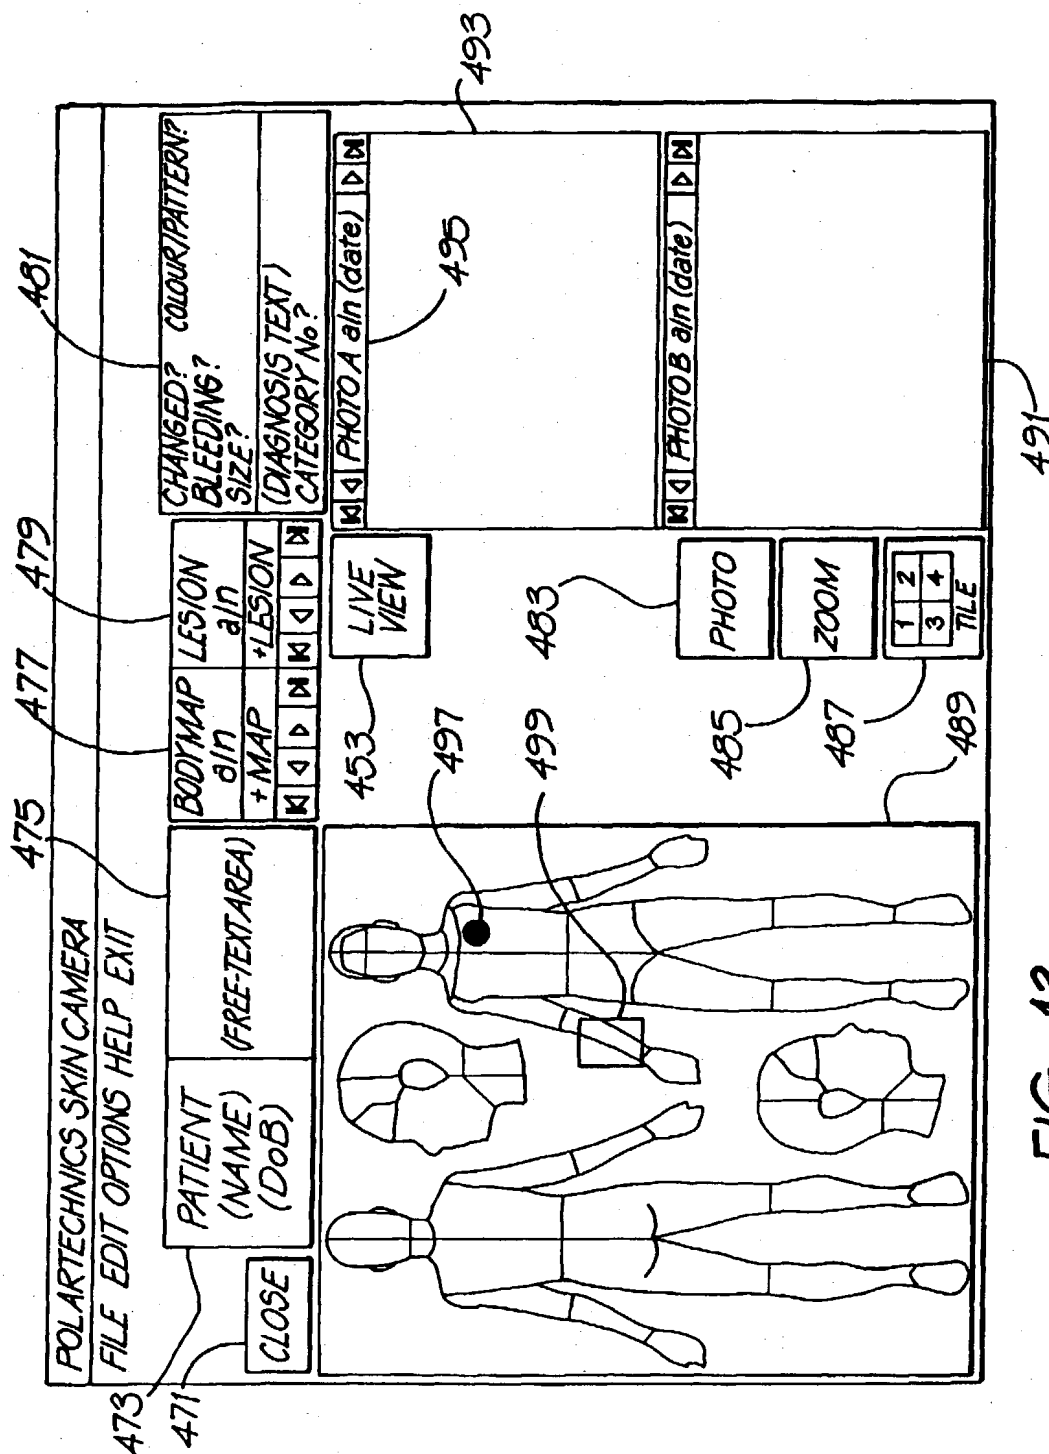 POLARTECHNICS SKIN CAMERA
FILE EDIT OPTIONS HELP EXIT
473
471
475
477
479
481
CLOSE
PATIENT
(NAME)
(DoB)
(FREE-TEXT AREA)
BODYMAP
a/n
+ MAP
LESION
a/n
+LESION
CHANGED? COLOUR/PATTERN?
BLEEDING?
SIZE?
(DIAGNOSIS TEXT)
CATEGORY No?
LIVE
VIEW
453
497
499
PHOTO A a/n (date)
495
493
483
PHOTO
485
ZOOM
487
1 2
3 4
TILE
489
PHOTO B a/n (date)
491